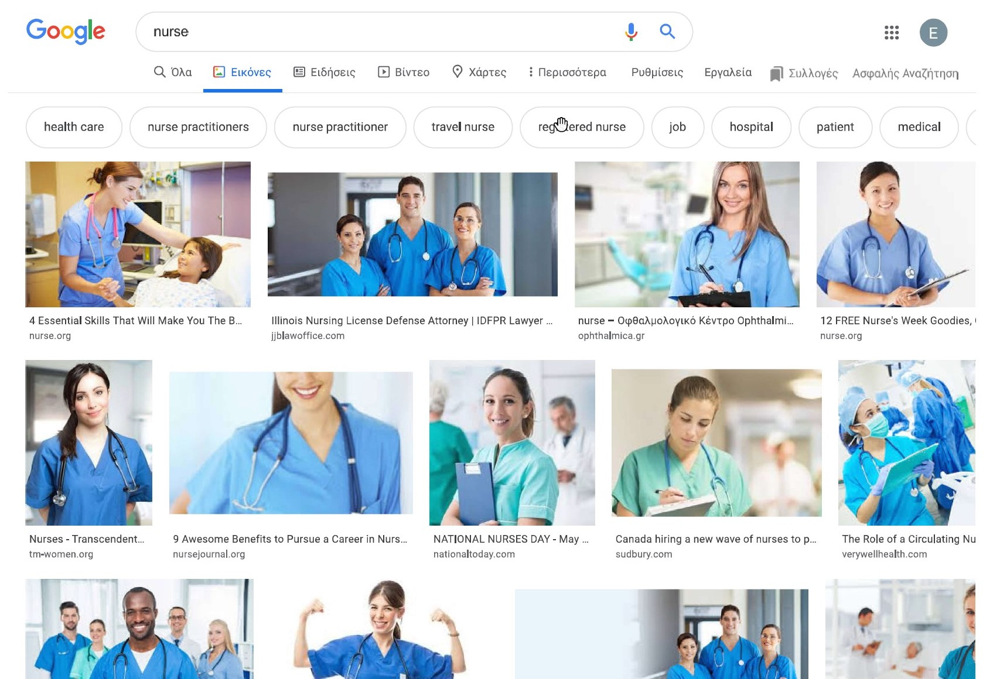 Google
nurse
E
Όλα
Εικόνες
Ειδήσεις
Βίντεο
Χάρτες
Περισσότερα
Ρυθμίσεις
Εργαλεία
Συλλογές
Ασφαλής Αναζήτηση
health care
nurse practitioners
nurse practitioner
travel nurse
registered nurse
job
hospital
patient
medical
4 Essential Skills That Will Make You The B...
nurse.org
Illinois Nursing License Defense Attorney | IDFPR Lawyer ...
jjblawoffice.com
nurse – Οφθαλμολογικό Κέντρο Ophthalmi...
ophthalmica.gr
12 FREE Nurse's Week Goodies,
nurse.org
Nurses - Transcendent...
tm-women.org
9 Awesome Benefits to Pursue a Career in Nurs...
nursejournal.org
NATIONAL NURSES DAY - May ...
nationaltoday.com
Canada hiring a new wave of nurses to p...
sudbury.com
The Role of a Circulating Nu
verywellhealth.com